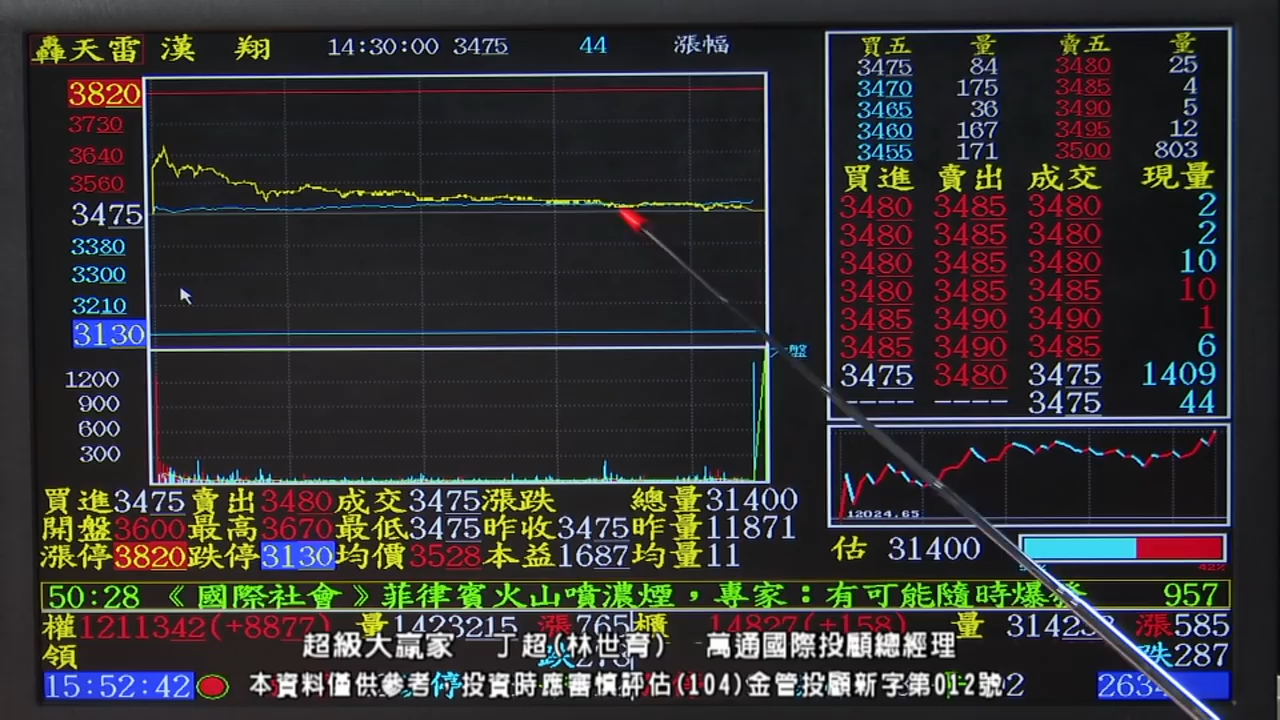 轟天雷 漢 翔 14:30:00 3475 44 漲幅
3820
3730
3640
3560
3475
3380
3300
3210
3130
1200
900
600
300
盤
買五 量 賣五 量
3475 84 3480 25
3470 175 3485 4
3465 36 3490 5
3460 167 3495 12
3455 171 3500 803
買進 賣出 成交 現量
3480 3485 3480 2
3480 3485 3480 2
3480 3485 3480 10
3480 3485 3485 10
3485 3490 3490 1
3485 3490 3485 6
3475 3480 3475 1409
---- ---- 3475 44
12024.65
估 31400
42%
買進3475賣出3480成交3475漲跌 總量31400
開盤3600最高3670最低3475昨收3475昨量11871
漲停3820跌停3130均價3528本益1687均量11
50:28 《國際社會》菲律賓火山噴濃煙，專家：有可能隨時爆發 957
權1211342(+8877) 量1423215 漲765櫃 14827(+158) 量 漲585
領 跌 跌287
超級大贏家 丁超(林世育) 萬通國際投顧總經理
15:52:42
本資料僅供參考，投資時應審慎評估(104)金管投顧新字第012號